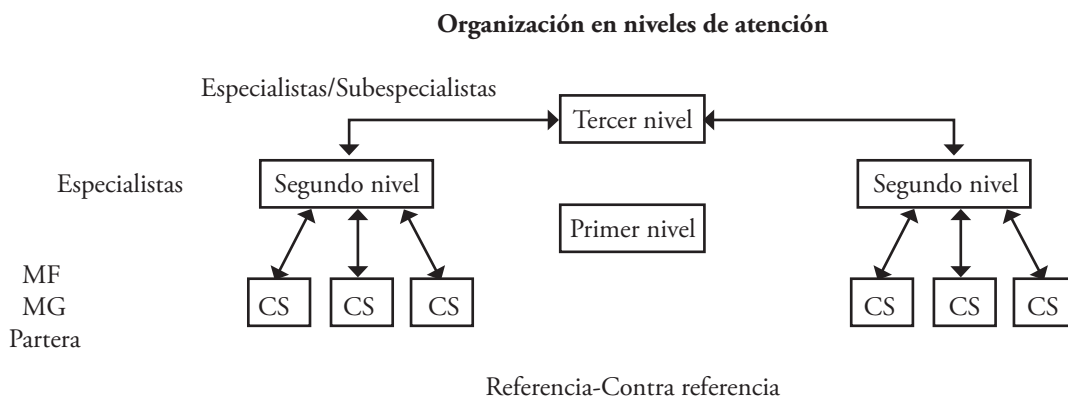 Organización en niveles de atención
Especialistas/Subespecialistas
Tercer nivel
Especialistas
Segundo nivel
Segundo nivel
Primer nivel
MF
MG
Partera
CS
CS
CS
CS
CS
CS
Referencia-Contra referencia